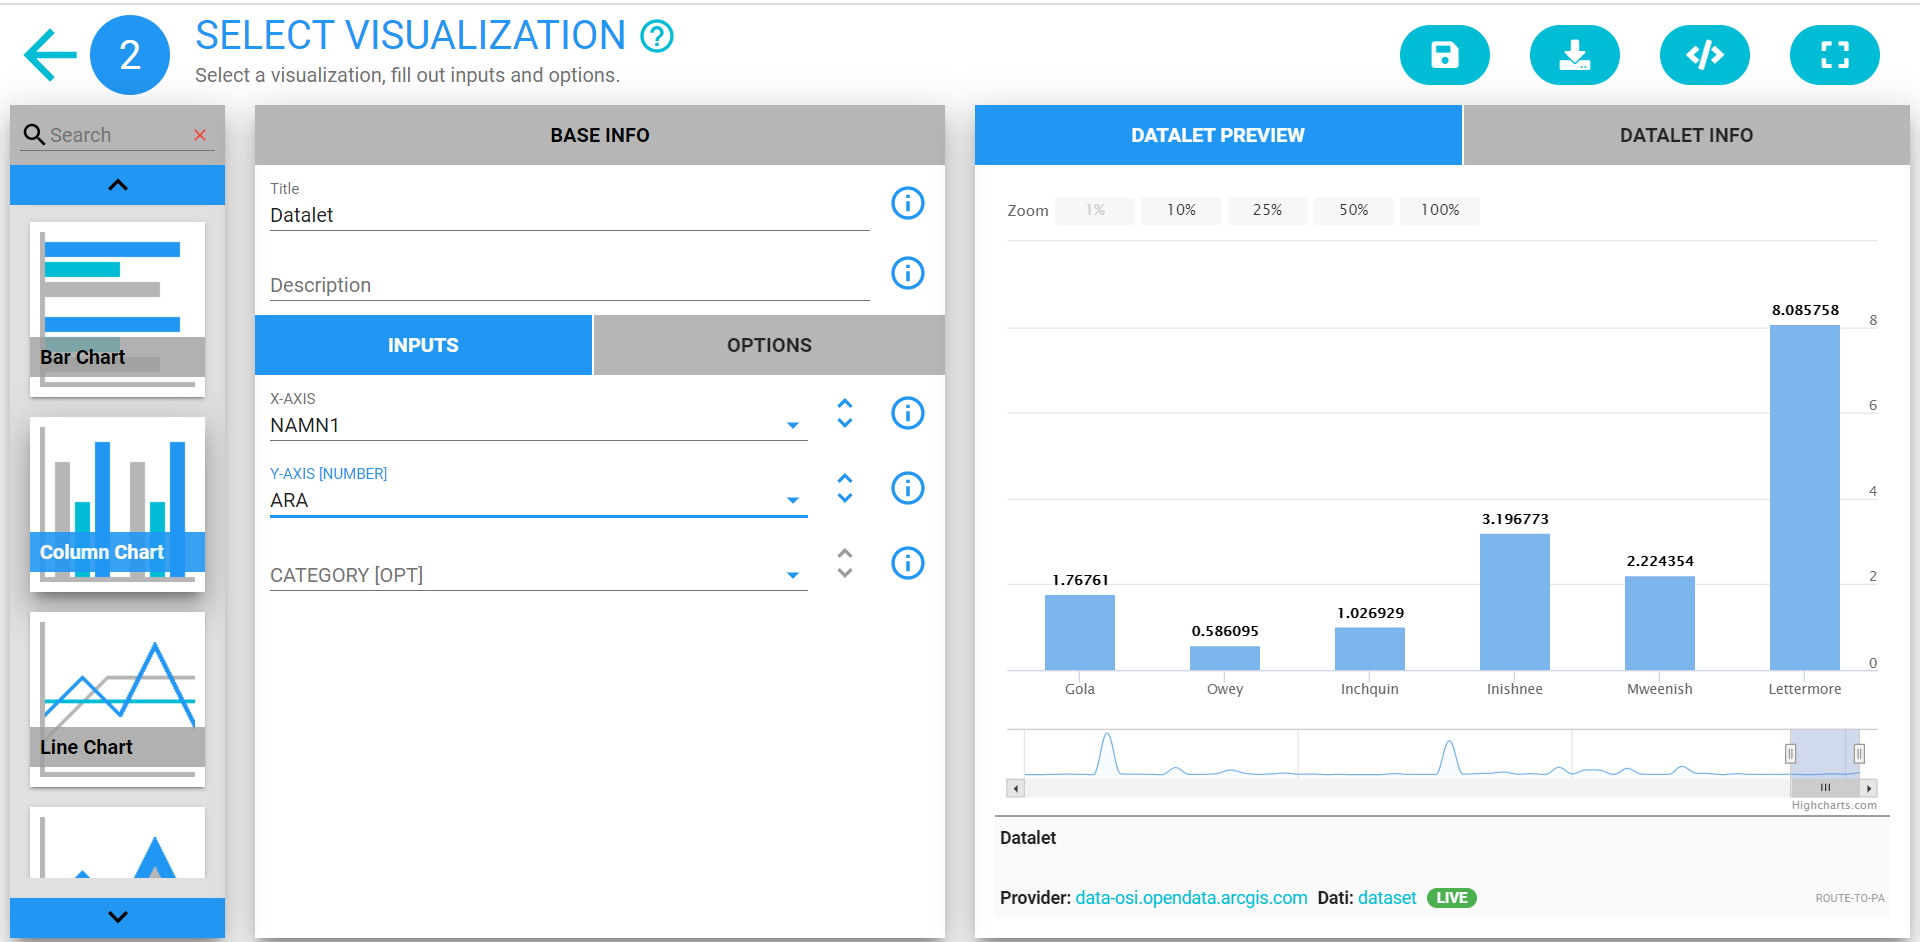 2
SELECT VISUALIZATION
Select a visualization, fill out inputs and options.
Search
Bar Chart
Column Chart
Line Chart
BASE INFO
Title
Datalet
Description
INPUTS
OPTIONS
X-AXIS
NAMN1
Y-AXIS [NUMBER]
ARA
CATEGORY [OPT]
DATALET PREVIEW
DATALET INFO
Zoom 1% 10% 25% 50% 100%
8.085758
8
6
4
3.196773
2.224354
1.76761
2
1.026929
0.586095
0
Gola Owey Inchquin Inishnee Mweenish Lettermore
Highcharts.com
Datalet
Provider: data-osi.opendata.arcgis.com Dati: dataset LIVE
ROUTE-TO-PA